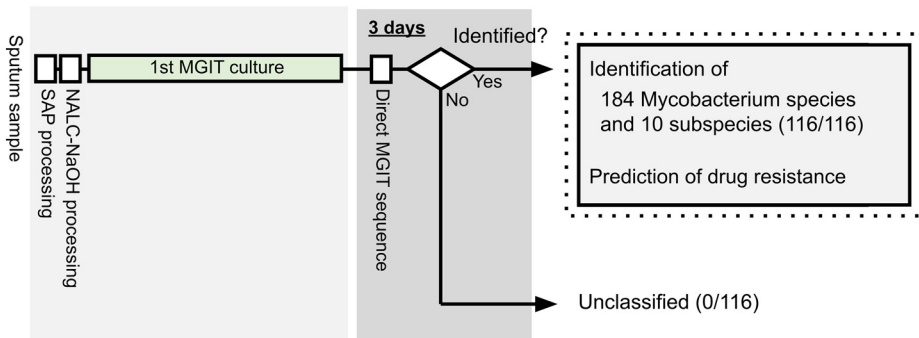 Sputum sample
SAP processing
NALC-NaOH processing
1st MGIT culture
3 days
Direct MGIT sequence
Identified?
Yes
No
Identification of
184 Mycobacterium species
and 10 subspecies (116/116)
Prediction of drug resistance
Unclassified (0/116)